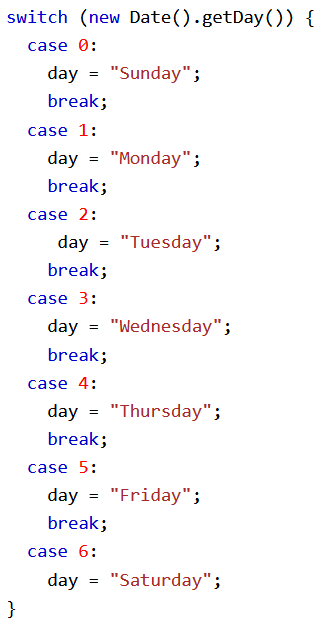 switch (new Date().getDay()) {
  case 0:
    day = "Sunday";
    break;
  case 1:
    day = "Monday";
    break;
  case 2:
     day = "Tuesday";
    break;
  case 3:
    day = "Wednesday";
    break;
  case 4:
    day = "Thursday";
    break;
  case 5:
    day = "Friday";
    break;
  case 6:
    day = "Saturday";
}